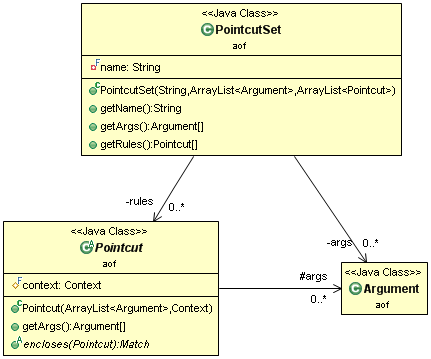 <<Java Class>>
PointcutSet
aof
name: String
PointcutSet(String,ArrayList<Argument>,ArrayList<Pointcut>)
getName():String
getArgs():Argument[]
getRules():Pointcut[]
-rules
0..*
-args
0..*
<<Java Class>>
Pointcut
aof
context: Context
Pointcut(ArrayList<Argument>,Context)
getArgs():Argument[]
encloses(Pointcut):Match
#args
0..*
<<Java Class>>
Argument
aof